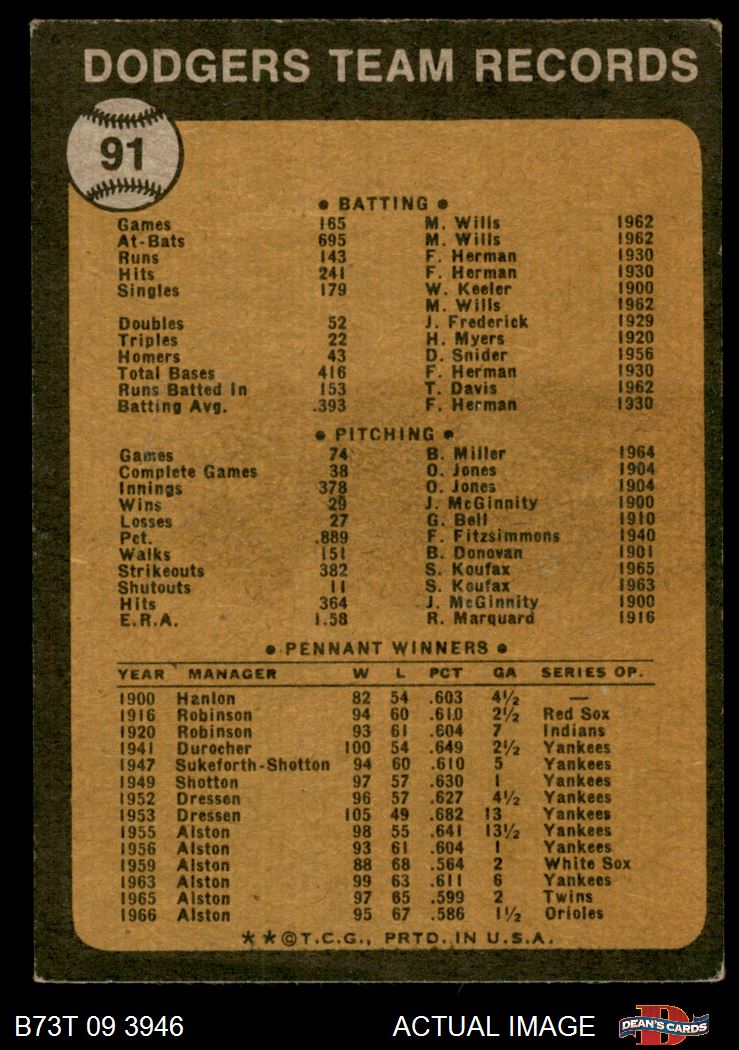 DODGERS TEAM RECORDS
91
• BATTING •
Games 165 M. Wills 1962
At-Bats 695 M. Wills 1962
Runs 143 F. Herman 1930
Hits 241 F. Herman 1930
Singles 179 W. Keeler 1900
M. Wills 1962
Doubles 52 J. Frederick 1929
Triples 22 H. Myers 1920
Homers 43 D. Snider 1956
Total Bases 416 F. Herman 1930
Runs Batted In 153 T. Davis 1962
Batting Avg. .393 F. Herman 1930
• PITCHING •
Games 74 B. Miller 1964
Complete Games 38 O. Jones 1904
Innings 378 O. Jones 1904
Wins 29 J. McGinnity 1900
Losses 27 G. Bell 1910
Pct. .889 F. Fitzsimmons 1940
Walks 151 B. Donovan 1901
Strikeouts 382 S. Koufax 1965
Shutouts 11 S. Koufax 1963
Hits 364 J. McGinnity 1900
E.R.A. 1.58 R. Marquard 1916
• PENNANT WINNERS •
YEAR MANAGER W L PCT GA SERIES OP.
1900 Hanlon 82 54 .603 4½ —
1916 Robinson 94 60 .610 2½ Red Sox
1920 Robinson 93 61 .604 7 Indians
1941 Durocher 100 54 .649 2½ Yankees
1947 Sukeforth-Shotton 94 60 .610 5 Yankees
1949 Shotton 97 57 .630 1 Yankees
1952 Dressen 96 57 .627 4½ Yankees
1953 Dressen 105 49 .682 13 Yankees
1955 Alston 98 55 .641 13½ Yankees
1956 Alston 93 61 .604 1 Yankees
1959 Alston 88 68 .564 2 White Sox
1963 Alston 99 63 .611 6 Yankees
1965 Alston 97 65 .599 2 Twins
1966 Alston 95 67 .586 1½ Orioles
★ ★ © T.C.G., PRTD. IN U.S.A.
B73T 09 3946 ACTUAL IMAGE
D
DEAN'S CARDS